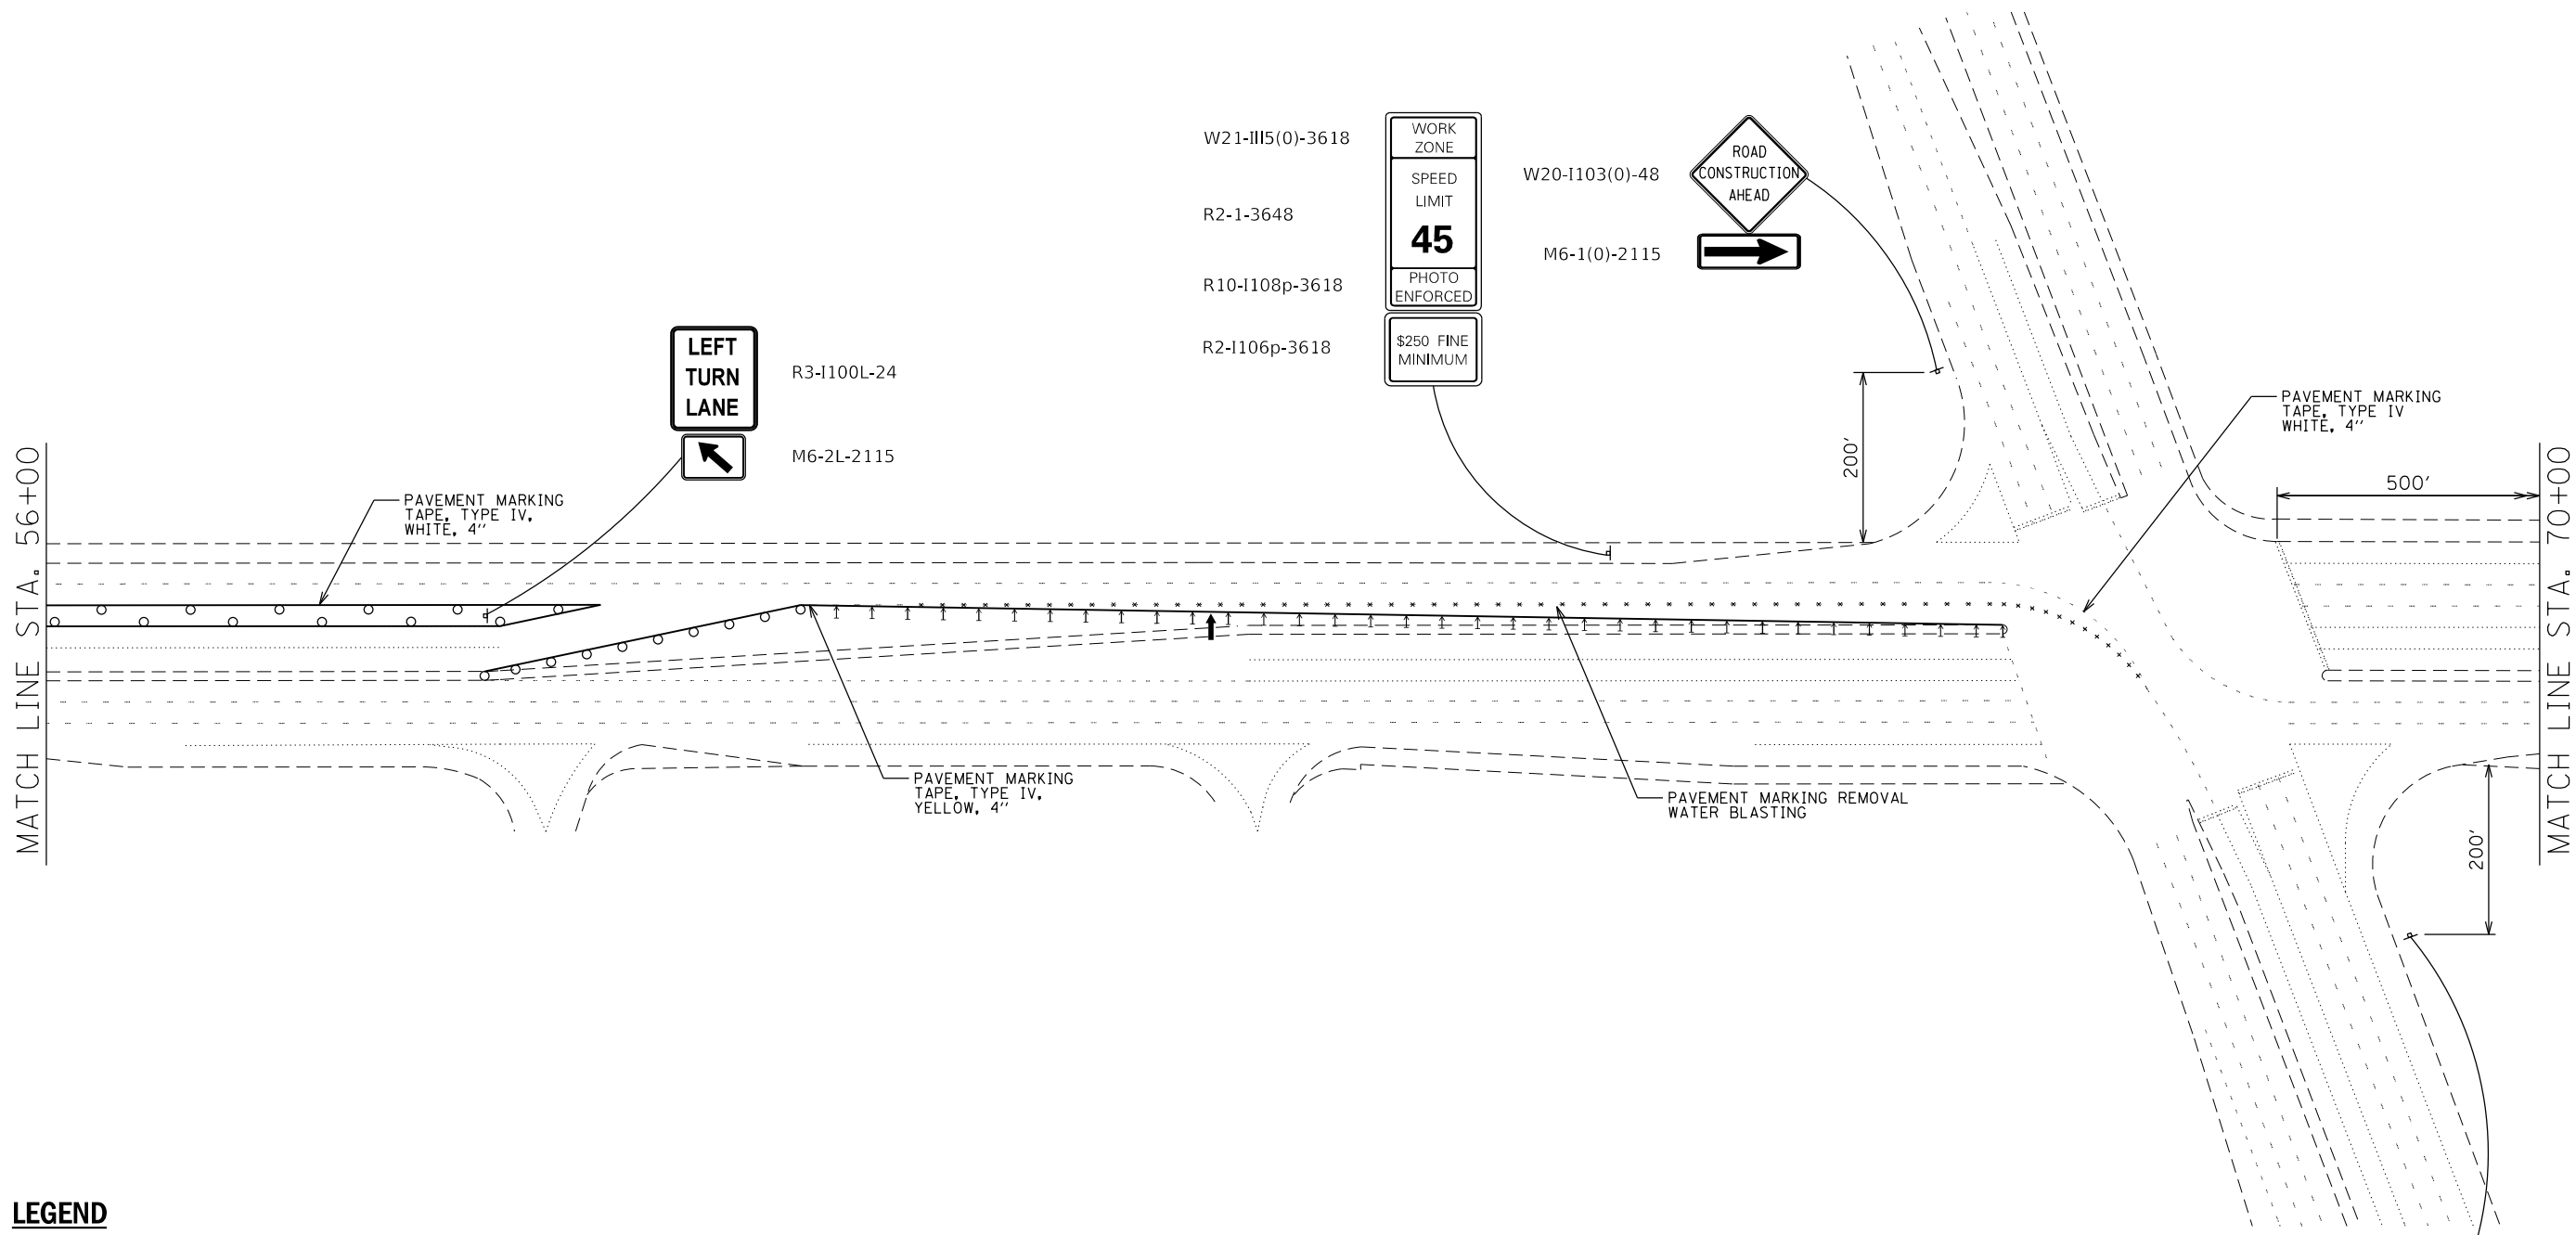 W21-III5(0)-3618
R2-1-3648
R10-I108p-3618
R2-I106p-3618
WORK
ZONE
SPEED
LIMIT
45
PHOTO
ENFORCED
$250 FINE
MINIMUM
W20-I103(0)-48
M6-1(0)-2115
ROAD
CONSTRUCTION
AHEAD
LEFT
TURN
LANE
R3-I100L-24
M6-2L-2115
MATCH LINE STA. 56+00
PAVEMENT MARKING
TAPE, TYPE IV,
WHITE, 4''
200'
PAVEMENT MARKING
TAPE, TYPE IV
WHITE, 4''
500'
MATCH LINE STA. 70+00
PAVEMENT MARKING
TAPE, TYPE IV,
YELLOW, 4''
PAVEMENT MARKING REMOVAL
WATER BLASTING
200'
LEGEND